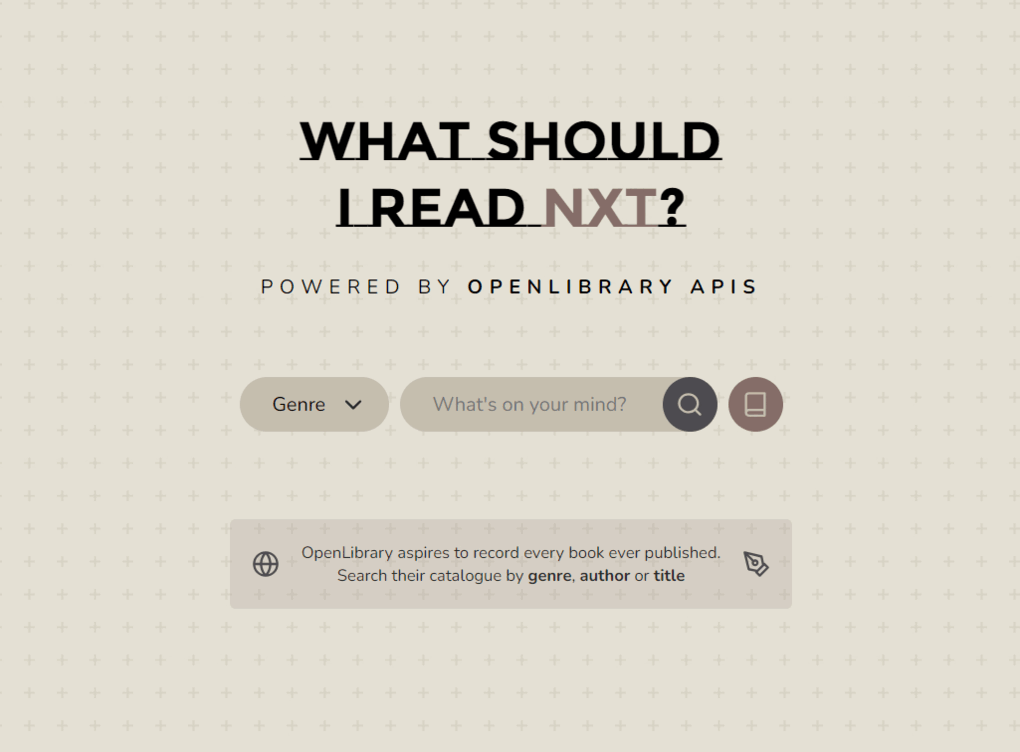 WHAT SHOULD
I READ NXT?
POWERED BY OPENLIBRARY APIS
Genre
What's on your mind?
OpenLibrary aspires to record every book ever published.
Search their catalogue by genre, author or title